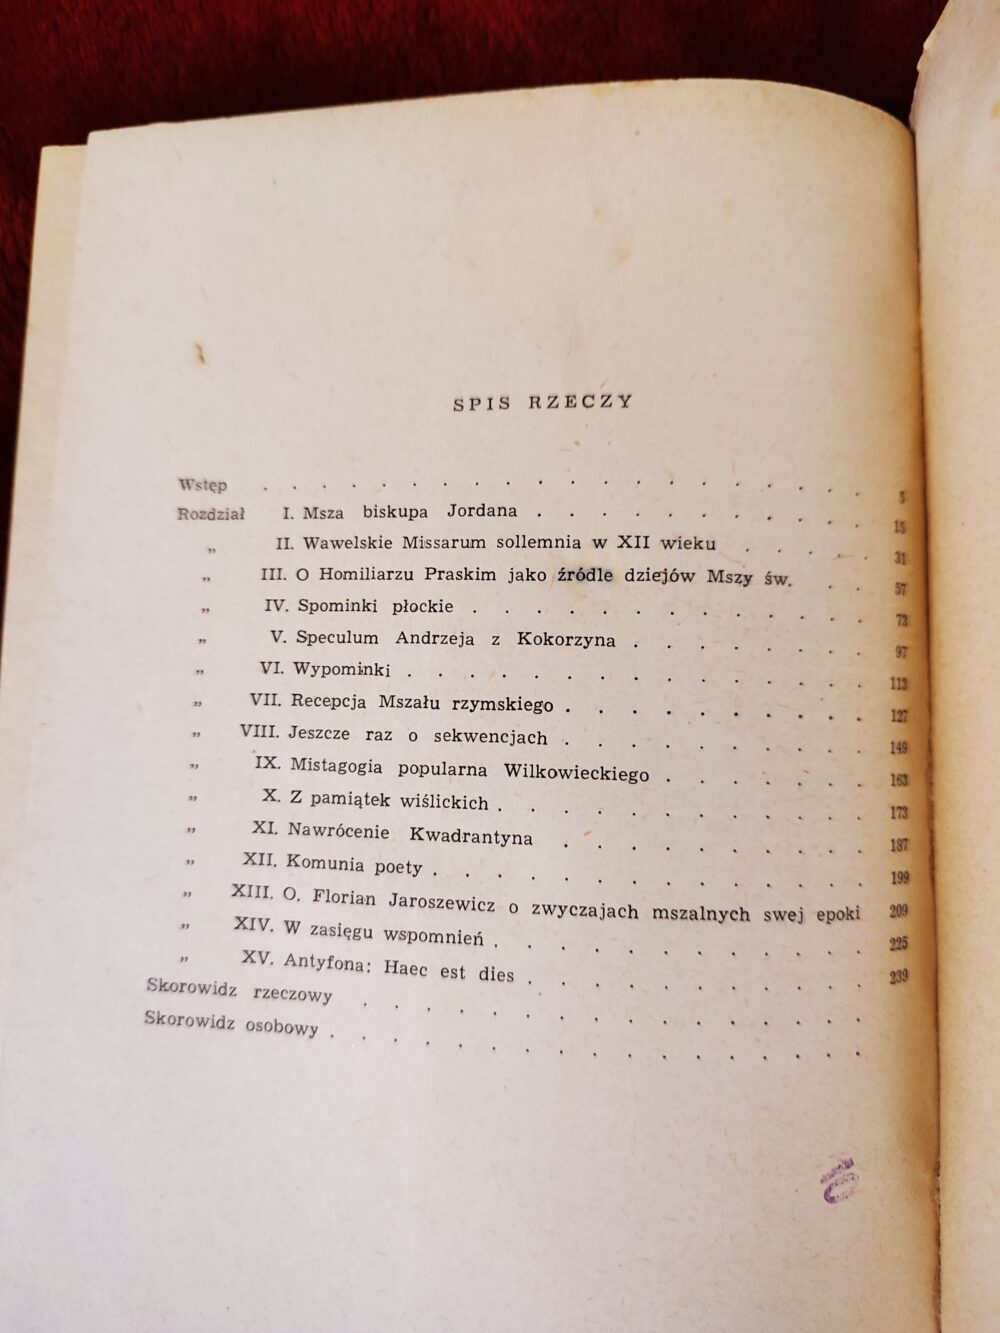 SPIS RZECZY
Wstęp . . . . . . . . . . . . . . . . . . . . 5
Rozdział I. Msza biskupa Jordana . . . . . . . . . . . 15
„ II. Wawelskie Missarum sollemnia w XII wieku . . . . 31
„ III. O Homiliarzu Praskim jako źródle dziejów Mszy św. . . 57
„ IV. Spominki płockie . . . . . . . . . . . . . 73
„ V. Speculum Andrzeja z Kokorzyna . . . . . . . . 97
„ VI. Wypominki . . . . . . . . . . . . . . . 113
„ VII. Recepcja Mszału rzymskiego . . . . . . . . . . 127
„ VIII. Jeszcze raz o sekwencjach . . . . . . . . . . 149
„ IX. Mistagogia popularna Wilkowieckiego . . . . . . . 163
„ X. Z pamiątek wiślickich . . . . . . . . . . . . 173
„ XI. Nawrócenie Kwadrantyna . . . . . . . . . . 187
„ XII. Komunia poety . . . . . . . . . . . . . . 199
„ XIII. O. Florian Jaroszewicz o zwyczajach mszalnych swej epoki 209
„ XIV. W zasięgu wspomnień . . . . . . . . . . . . 225
„ XV. Antyfona: Haec est dies . . . . . . . . . . . 239
Skorowidz rzeczowy . . . . . . . . . . . . . . . .
Skorowidz osobowy . . . . . . . . . . . . . . . . .